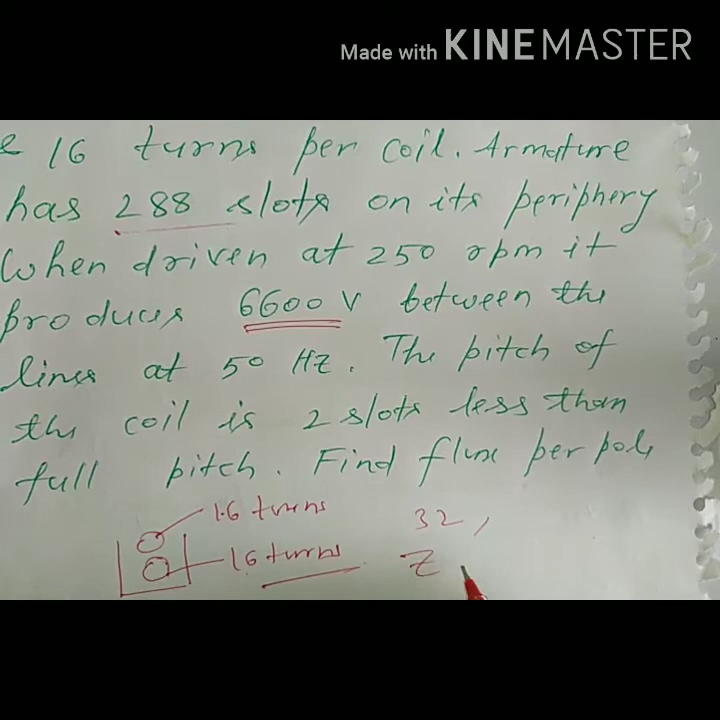 Made with KINEMASTER
& 16 turns per coil. Armature
has 288 slots on its periphery
When driven at 250 rpm it
produces 6600 V between the
lines at 50 HZ. The pitch of
the coil is 2 slots less than
full pitch. Find flux per pole
16 turns
32,
16 turns
Z